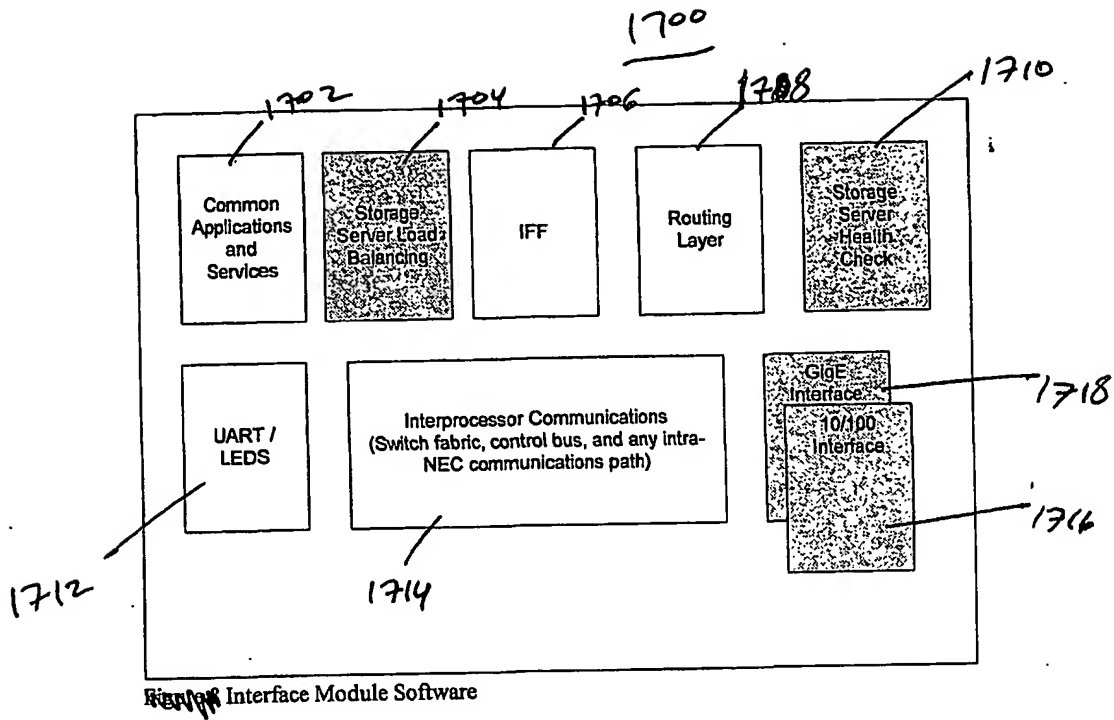 1700
1702
1704
1706
1708
1710
Common
Applications
and
Services
Storage
Server Load
Balancing
IFF
Routing
Layer
Storage
Server
Health
Check
UART /
LEDS
Interprocessor Communications
(Switch fabric, control bus, and any intra-
NEC communications path)
GigE
Interface
10/100
Interface
1718
1716
1712
1714
Interface Module Software